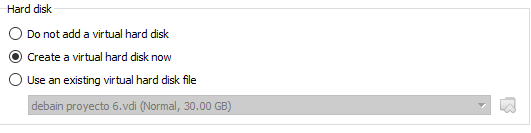 Hard disk
Do not add a virtual hard disk
Create a virtual hard disk now
Use an existing virtual hard disk file
debain proyecto 6.vdi (Normal, 30.00 GB)